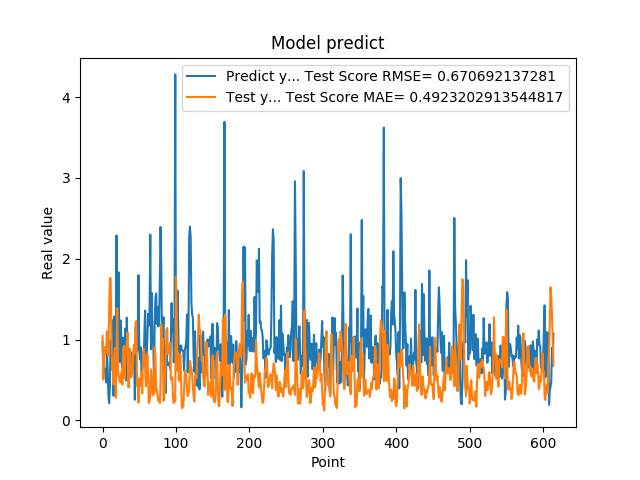 Model predict
Predict y... Test Score RMSE= 0.670692137281
Test y... Test Score MAE= 0.4923202913544817
4
3
2
1
0
Real value
0 100 200 300 400 500 600
Point